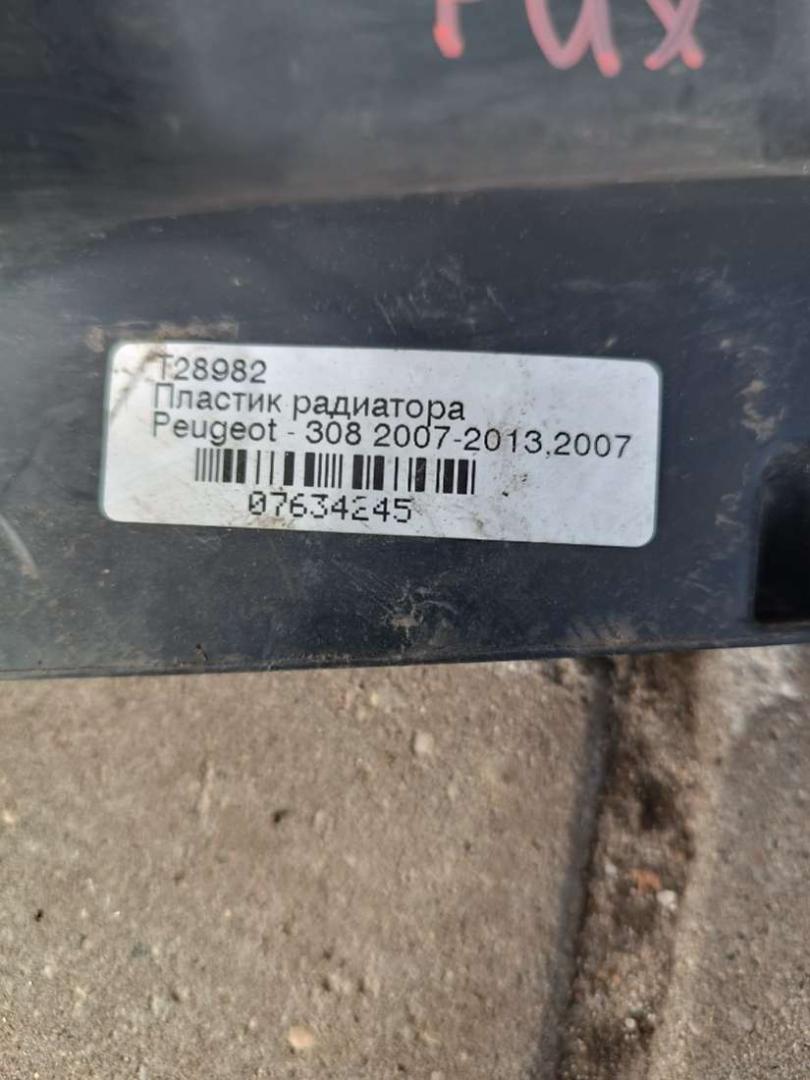 T28982
Пластик радиатора
Peugeot - 308 2007-2013,2007
07634245